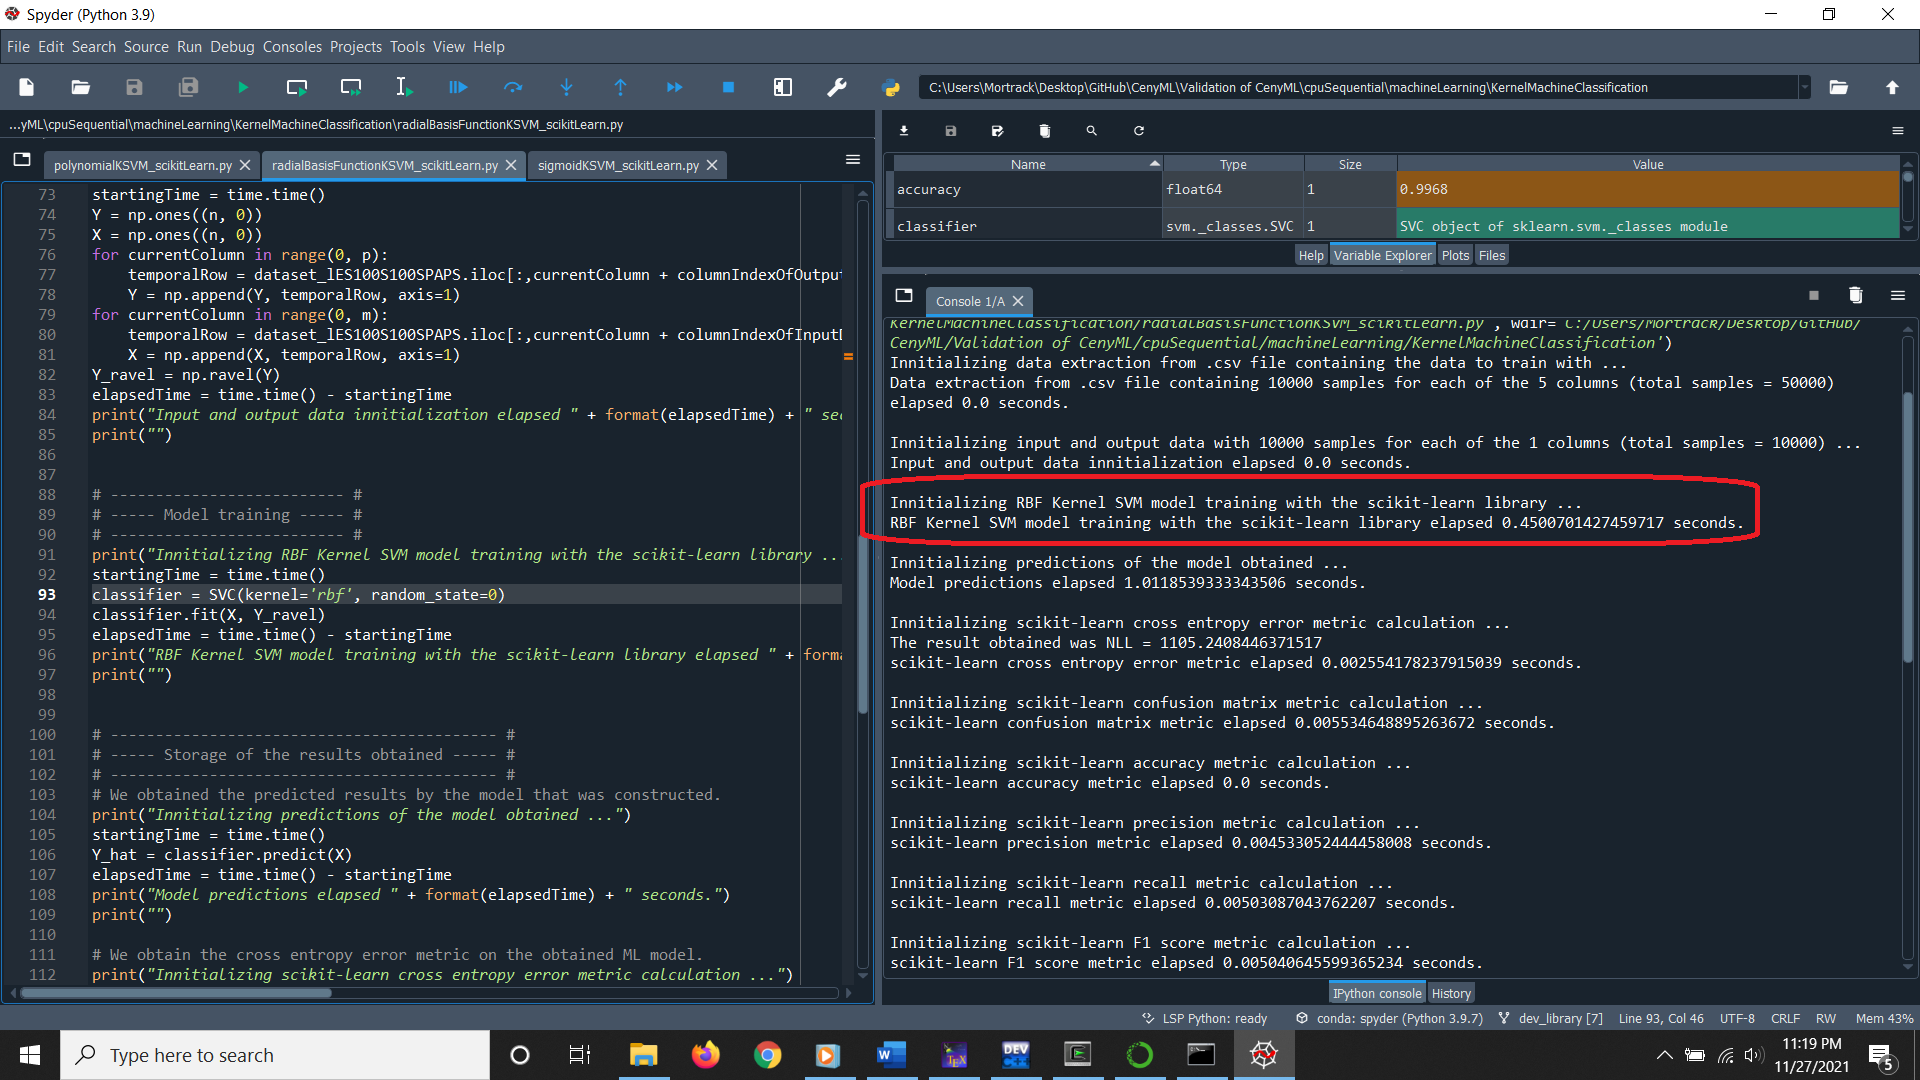 Spyder (Python 3.9)
File Edit Search Source Run Debug Consoles Projects Tools View Help
C:\Users\Mortrack\Desktop\GitHub\CenyML\Validation of CenyML\cpuSequential\machineLearning\KernelMachineClassification
...yML\cpuSequential\machineLearning\KernelMachineClassification\radialBasisFunctionKSVM_scikitLearn.py
polynomialKSVM_scikitLearn.py radialBasisFunctionKSVM_scikitLearn.py sigmoidKSVM_scikitLearn.py
73 startingTime = time.time()
74 Y = np.ones((n, 0))
75 X = np.ones((n, 0))
76 for currentColumn in range(0, p):
77 temporalRow = dataset_lES100S100SPAPS.iloc[:,currentColumn + columnIndexOfOutput
78 Y = np.append(Y, temporalRow, axis=1)
79 for currentColumn in range(0, m):
80 temporalRow = dataset_lES100S100SPAPS.iloc[:,currentColumn + columnIndexOfInputD
81 X = np.append(X, temporalRow, axis=1)
82 Y_ravel = np.ravel(Y)
83 elapsedTime = time.time() - startingTime
84 print("Input and output data innitialization elapsed " + format(elapsedTime) + " sec
85 print("")
86
87
88 # -------------------------- #
89 # ----- Model training ----- #
90 # -------------------------- #
91 print("Innitializing RBF Kernel SVM model training with the scikit-learn library ...
92 startingTime = time.time()
93 classifier = SVC(kernel='rbf', random_state=0)
94 classifier.fit(X, Y_ravel)
95 elapsedTime = time.time() - startingTime
96 print("RBF Kernel SVM model training with the scikit-learn library elapsed " + forma
97 print("")
98
99
100 # ------------------------------------------- #
101 # ----- Storage of the results obtained ----- #
102 # ------------------------------------------- #
103 # We obtained the predicted results by the model that was constructed.
104 print("Innitializing predictions of the model obtained ...")
105 startingTime = time.time()
106 Y_hat = classifier.predict(X)
107 elapsedTime = time.time() - startingTime
108 print("Model predictions elapsed " + format(elapsedTime) + " seconds.")
109 print("")
110
111 # We obtain the cross entropy error metric on the obtained ML model.
112 print("Innitializing scikit-learn cross entropy error metric calculation ...")
Name Type Size Value
accuracy float64 1 0.9968
classifier svm._classes.SVC 1 SVC object of sklearn.svm._classes module
Help Variable Explorer Plots Files
Console 1/A
KernelMachineClassification/radialBasisFunctionKSVM_scikitLearn.py', wdir='C:/Users/Mortrack/Desktop/GitHub/
CenyML/Validation of CenyML/cpuSequential/machineLearning/KernelMachineClassification')
Innitializing data extraction from .csv file containing the data to train with ...
Data extraction from .csv file containing 10000 samples for each of the 5 columns (total samples = 50000)
elapsed 0.0 seconds.
Innitializing input and output data with 10000 samples for each of the 1 columns (total samples = 10000) ...
Input and output data innitialization elapsed 0.0 seconds.
Innitializing RBF Kernel SVM model training with the scikit-learn library ...
RBF Kernel SVM model training with the scikit-learn library elapsed 0.4500701427459717 seconds.
Innitializing predictions of the model obtained ...
Model predictions elapsed 1.0118539333343506 seconds.
Innitializing scikit-learn cross entropy error metric calculation ...
The result obtained was NLL = 1105.2408446371517
scikit-learn cross entropy error metric elapsed 0.002554178237915039 seconds.
Innitializing scikit-learn confusion matrix metric calculation ...
scikit-learn confusion matrix metric elapsed 0.005534648895263672 seconds.
Innitializing scikit-learn accuracy metric calculation ...
scikit-learn accuracy metric elapsed 0.0 seconds.
Innitializing scikit-learn precision metric calculation ...
scikit-learn precision metric elapsed 0.004533052444458008 seconds.
Innitializing scikit-learn recall metric calculation ...
scikit-learn recall metric elapsed 0.00503087043762207 seconds.
Innitializing scikit-learn F1 score metric calculation ...
scikit-learn F1 score metric elapsed 0.005040645599365234 seconds.
IPython console History
LSP Python: ready conda: spyder (Python 3.9.7) dev_library [7] Line 93, Col 46 UTF-8 CRLF RW Mem 43%
Type here to search
W TEX DEV C++
11:19 PM
11/27/2021
5